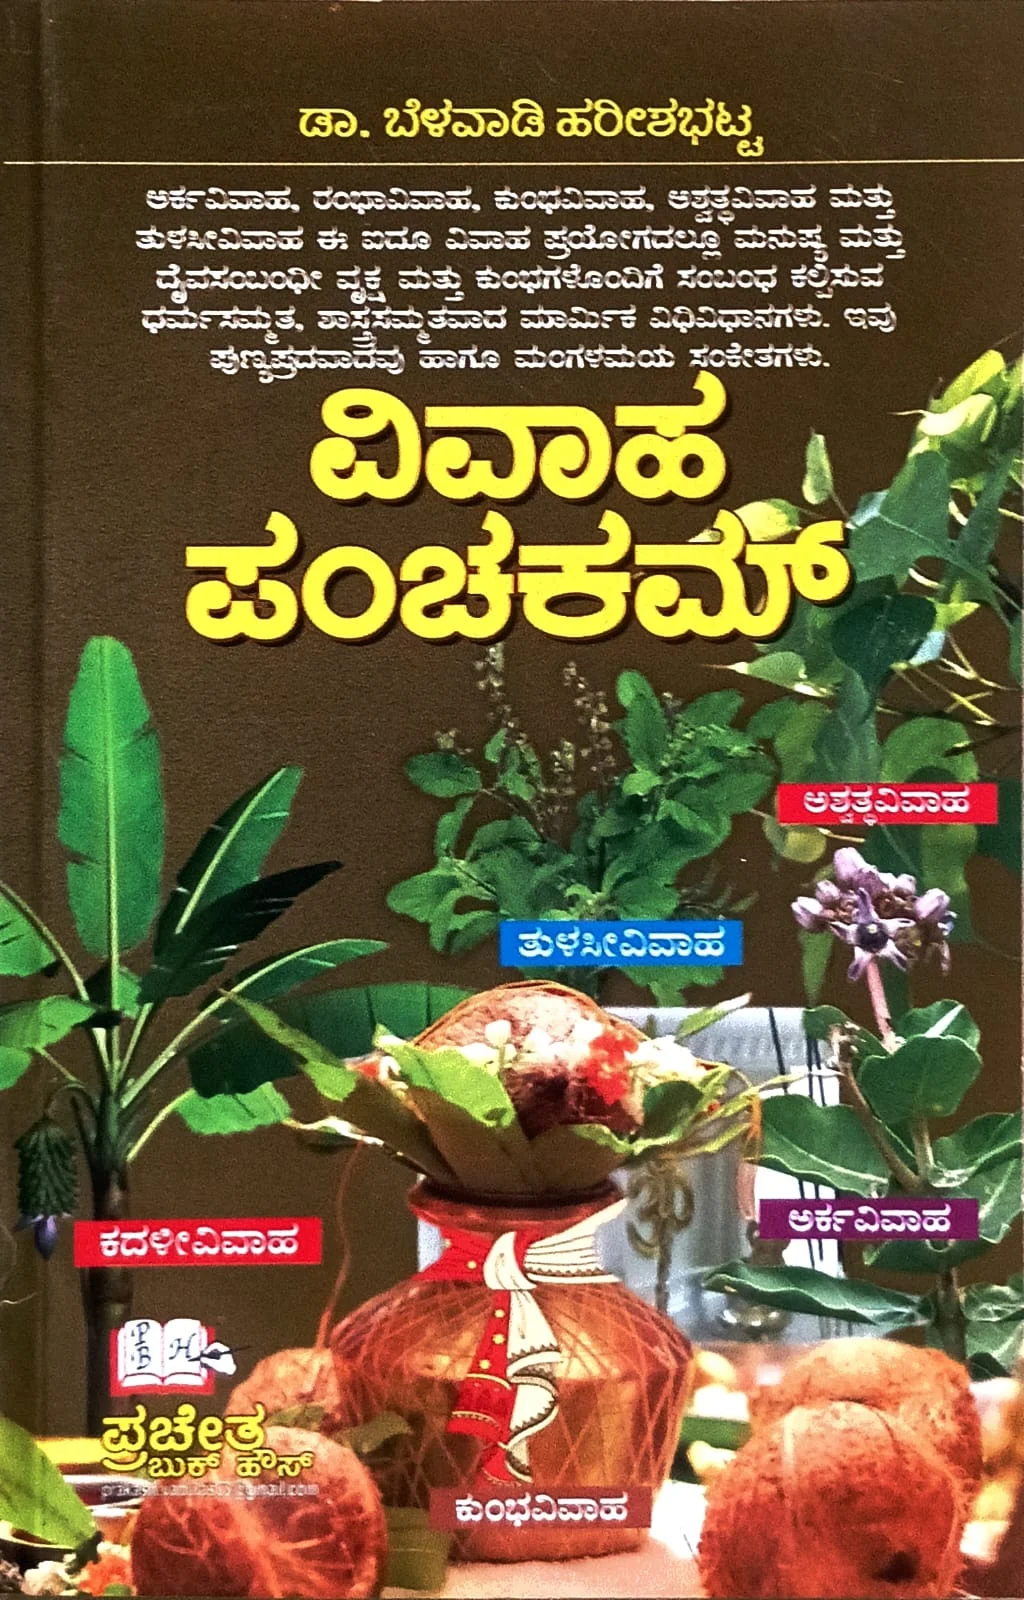 ಡಾ. ಬೆಳವಾಡಿ ಹರೀಶಭಟ್ಟ
ಅರ್ಕವಿವಾಹ, ರಂಭಾವಿವಾಹ, ಕುಂಭವಿವಾಹ, ಅಶ್ವತ್ಥವಿವಾಹ ಮತ್ತು
ತುಳಸೀವಿವಾಹ ಈ ಐದೂ ವಿವಾಹ ಪ್ರಯೋಗದಲ್ಲೂ ಮನುಷ್ಯ ಮತ್ತು
ದೈವಸಂಬಂಧೀ ವೃಕ್ಷ ಮತ್ತು ಕುಂಭಗಳೊಂದಿಗೆ ಸಂಬಂಧ ಕಲ್ಪಿಸುವ
ಧರ್ಮಸಮ್ಮತ, ಶಾಸ್ತ್ರಸಮ್ಮತವಾದ ಮಾರ್ಮಿಕ ವಿಧಿವಿಧಾನಗಳು. ಇವು
ಪುಣ್ಯಪ್ರದವಾದವು ಹಾಗೂ ಮಂಗಳಮಯ ಸಂಕೇತಗಳು.
ವಿವಾಹ
ಪಂಚಕಮ್
ಅಶ್ವತ್ಥವಿವಾಹ
ತುಳಸೀವಿವಾಹ
ಅರ್ಕವಿವಾಹ
ಕದಳೀವಿವಾಹ
P B H
ಪ್ರಚೇತ
ಬುಕ್ ಹೌಸ್
ಕುಂಭವಿವಾಹ